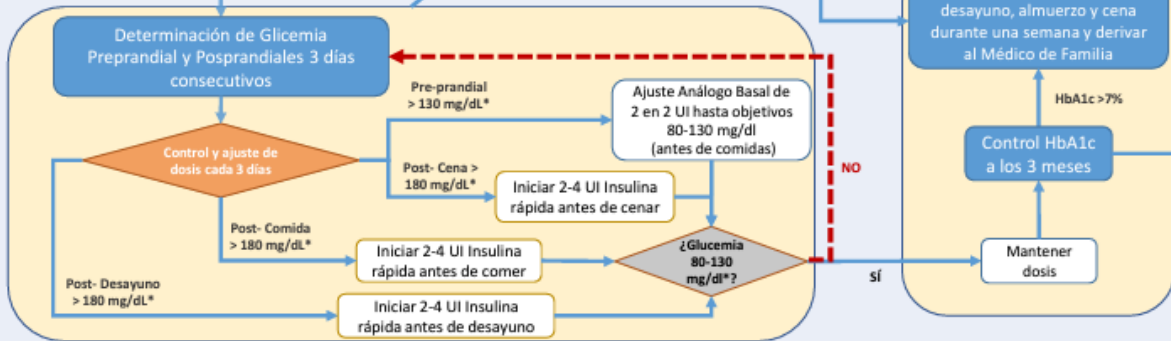 Determinación de Glicemia
Preprandial y Posprandiales 3 días
consecutivos
Control y ajuste de
dosis cada 3 días
Pre-prandial
> 130 mg/dL*
Ajuste Análogo Basal de
2 en 2 UI hasta objetivos
80-130 mg/dl
(antes de comidas)
Post- Cena >
180 mg/dL*
Iniciar 2-4 UI Insulina
rápida antes de cenar
Post- Comida
> 180 mg/dL*
Iniciar 2-4 UI Insulina
rápida antes de comer
Post- Desayuno
> 180 mg/dL*
Iniciar 2-4 UI Insulina
rápida antes de desayuno
¿Glucemia
80-130
mg/dl*?
NO
SÍ
desayuno, almuerzo y cena
durante una semana y derivar
al Médico de Familia
HbA1c >7%
Control HbA1c
a los 3 meses
Mantener
dosis